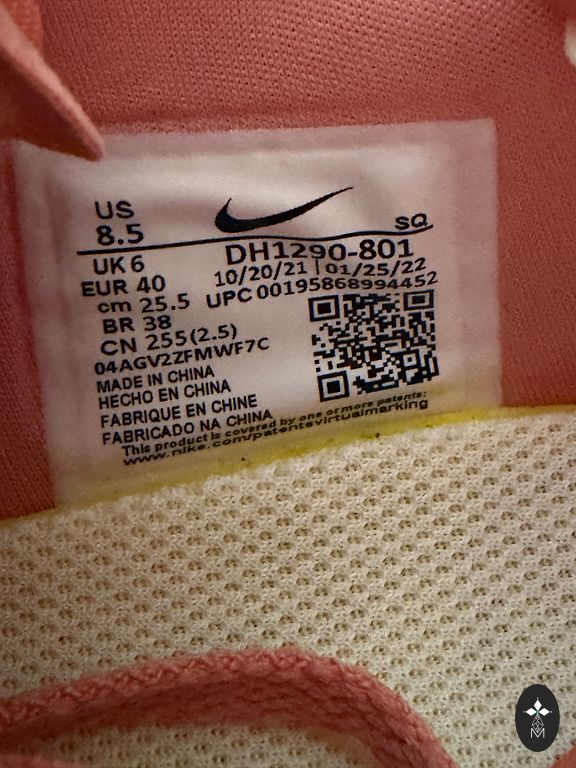 US
8.5
SQ
UK 6
DH1290-801
EUR 40
10/20/21 | 01/25/22
cm 25.5
UPC 00195868994452
BR 38
CN 255(2.5)
04AGV2ZFMWF7C
MADE IN CHINA
HECHO EN CHINA
FABRIQUE EN CHINE
FABRICADO NA CHINA
This product is covered by one or more patents:
www.nike.com/patentsvirtualmarking
M